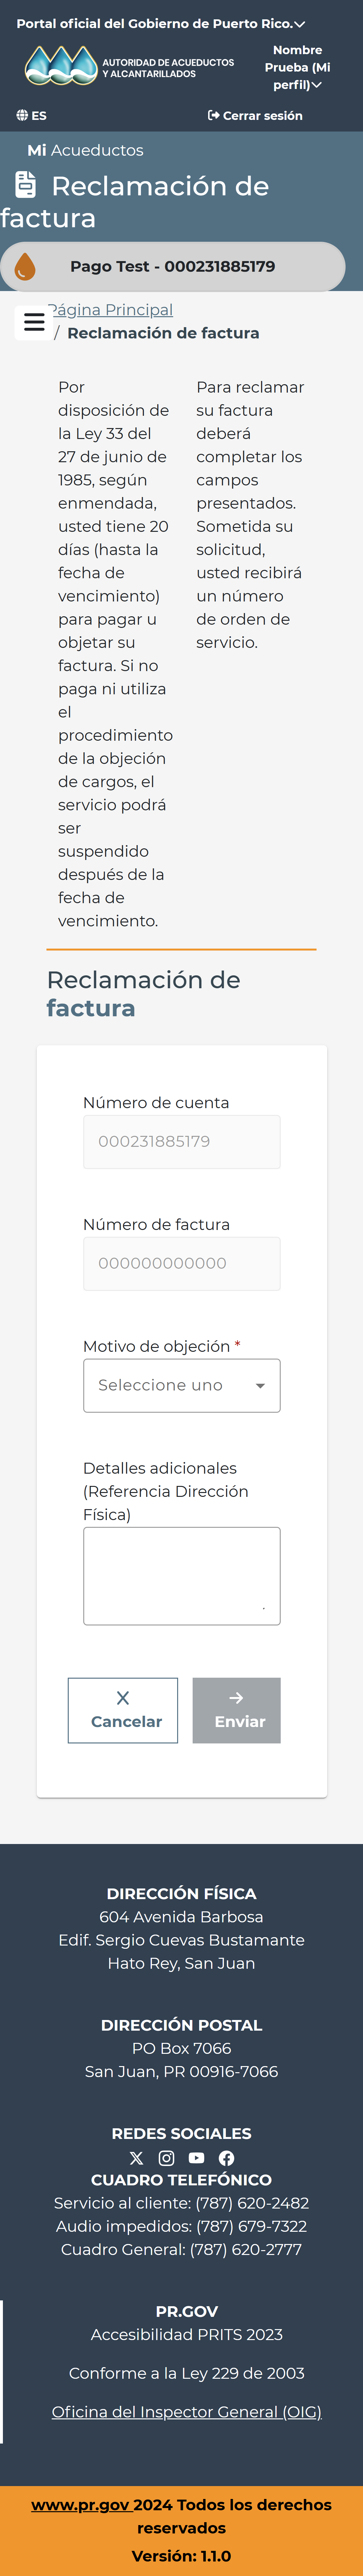 Portal oficial del Gobierno de Puerto Rico.
AUTORIDAD DE ACUEDUCTOS
Y ALCANTARILLADOS
Nombre
Prueba (Mi
perfil)
ES
Cerrar sesión
Mi Acueductos
Reclamación de
factura
Pago Test - 000231885179
Página Principal
/ Reclamación de factura
Por
disposición de
la Ley 33 del
27 de junio de
1985, según
enmendada,
usted tiene 20
días (hasta la
fecha de
vencimiento)
para pagar u
objetar su
factura. Si no
paga ni utiliza
el
procedimiento
de la objeción
de cargos, el
servicio podrá
ser
suspendido
después de la
fecha de
vencimiento.
Para reclamar
su factura
deberá
completar los
campos
presentados.
Sometida su
solicitud,
usted recibirá
un número
de orden de
servicio.
Reclamación de
factura
Número de cuenta
000231885179
Número de factura
000000000000
Motivo de objeción *
Seleccione uno
Detalles adicionales
(Referencia Dirección
Física)
Cancelar
Enviar
DIRECCIÓN FÍSICA
604 Avenida Barbosa
Edif. Sergio Cuevas Bustamante
Hato Rey, San Juan
DIRECCIÓN POSTAL
PO Box 7066
San Juan, PR 00916-7066
REDES SOCIALES
CUADRO TELEFÓNICO
Servicio al cliente: (787) 620-2482
Audio impedidos: (787) 679-7322
Cuadro General: (787) 620-2777
PR.GOV
Accesibilidad PRITS 2023
Conforme a la Ley 229 de 2003
Oficina del Inspector General (OIG)
www.pr.gov 2024 Todos los derechos
reservados
Versión: 1.1.0